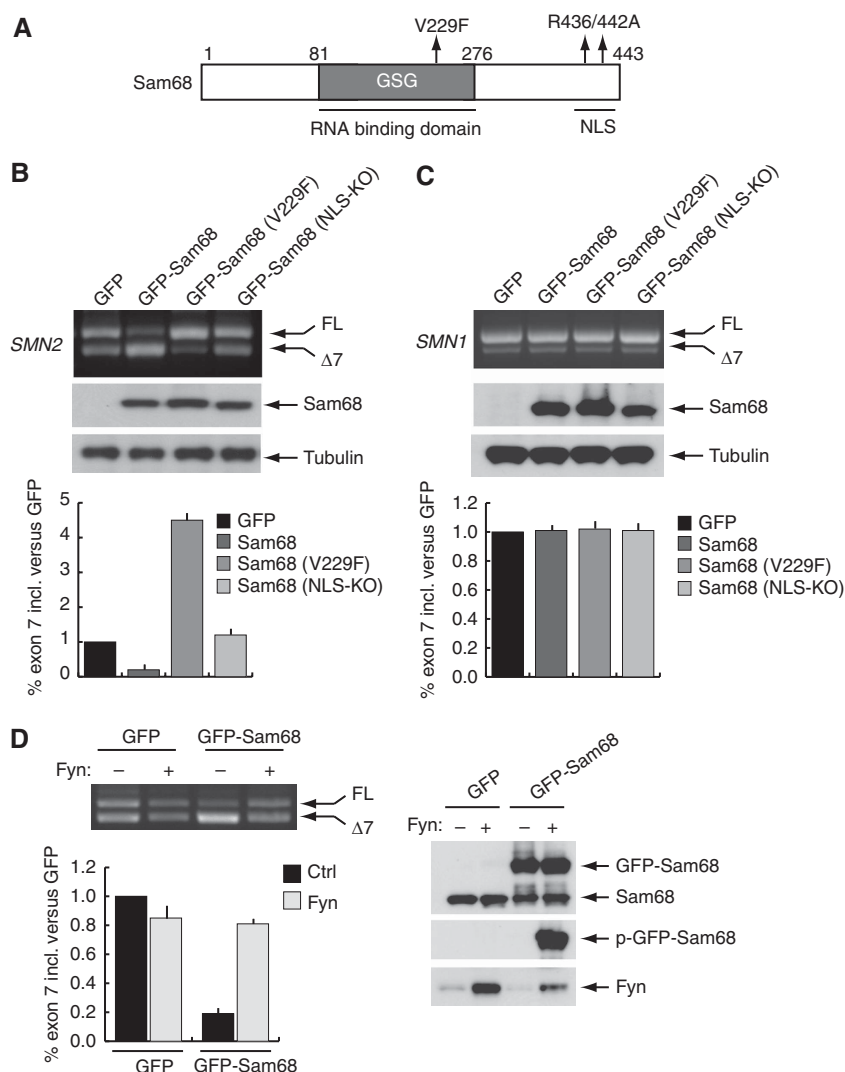 A
V229F
R436/442A
1
81
276
443
Sam68
GSG
RNA binding domain
NLS
B
GFP
GFP-Sam68
GFP-Sam68 (V229F)
GFP-Sam68 (NLS-KO)
SMN2
FL
Δ7
Sam68
Tubulin
% exon 7 incl. versus GFP
5
4
3
2
1
0
GFP
Sam68
Sam68 (V229F)
Sam68 (NLS-KO)
C
GFP
GFP-Sam68
GFP-Sam68 (V229F)
GFP-Sam68 (NLS-KO)
SMN1
FL
Δ7
Sam68
Tubulin
% exon 7 incl. versus GFP
1.2
1.0
0.8
0.6
0.4
0.2
0.0
GFP
Sam68
Sam68 (V229F)
Sam68 (NLS-KO)
D
GFP GFP-Sam68
Fyn: – + – +
FL
Δ7
% exon 7 incl. versus GFP
1.2
1.0
0.8
0.6
0.4
0.2
0.0
Ctrl
Fyn
GFP GFP-Sam68
GFP
GFP-Sam68
Fyn: – + – +
GFP-Sam68
Sam68
p-GFP-Sam68
Fyn